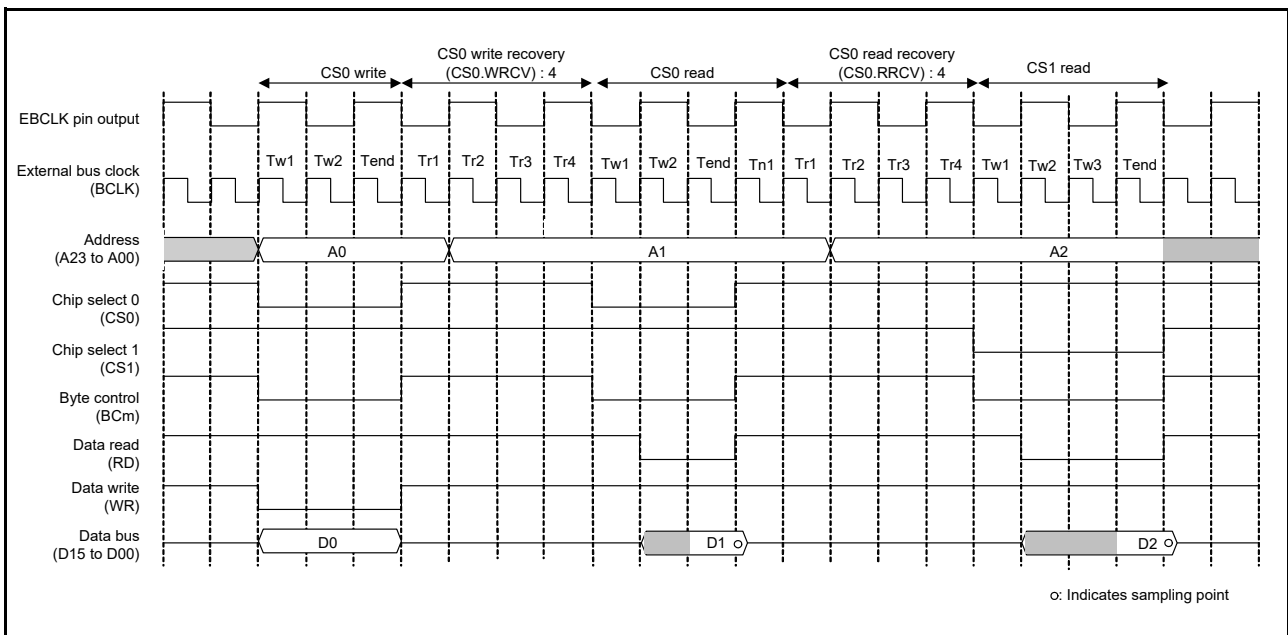 CS0 write
CS0 write recovery
(CS0.WRCV) : 4
CS0 read
CS0 read recovery
(CS0.RRCV) : 4
CS1 read
EBCLK pin output
External bus clock
(BCLK)
Tw1 Tw2 Tend Tr1 Tr2 Tr3 Tr4 Tw1 Tw2 Tend Tn1 Tr1 Tr2 Tr3 Tr4 Tw1 Tw2 Tw3 Tend
Address
(A23 to A00)
A0 A1 A2
Chip select 0
(CS0)
Chip select 1
(CS1)
Byte control
(BCm)
Data read
(RD)
Data write
(WR)
Data bus
(D15 to D00)
D0 D1 D2
o: Indicates sampling point